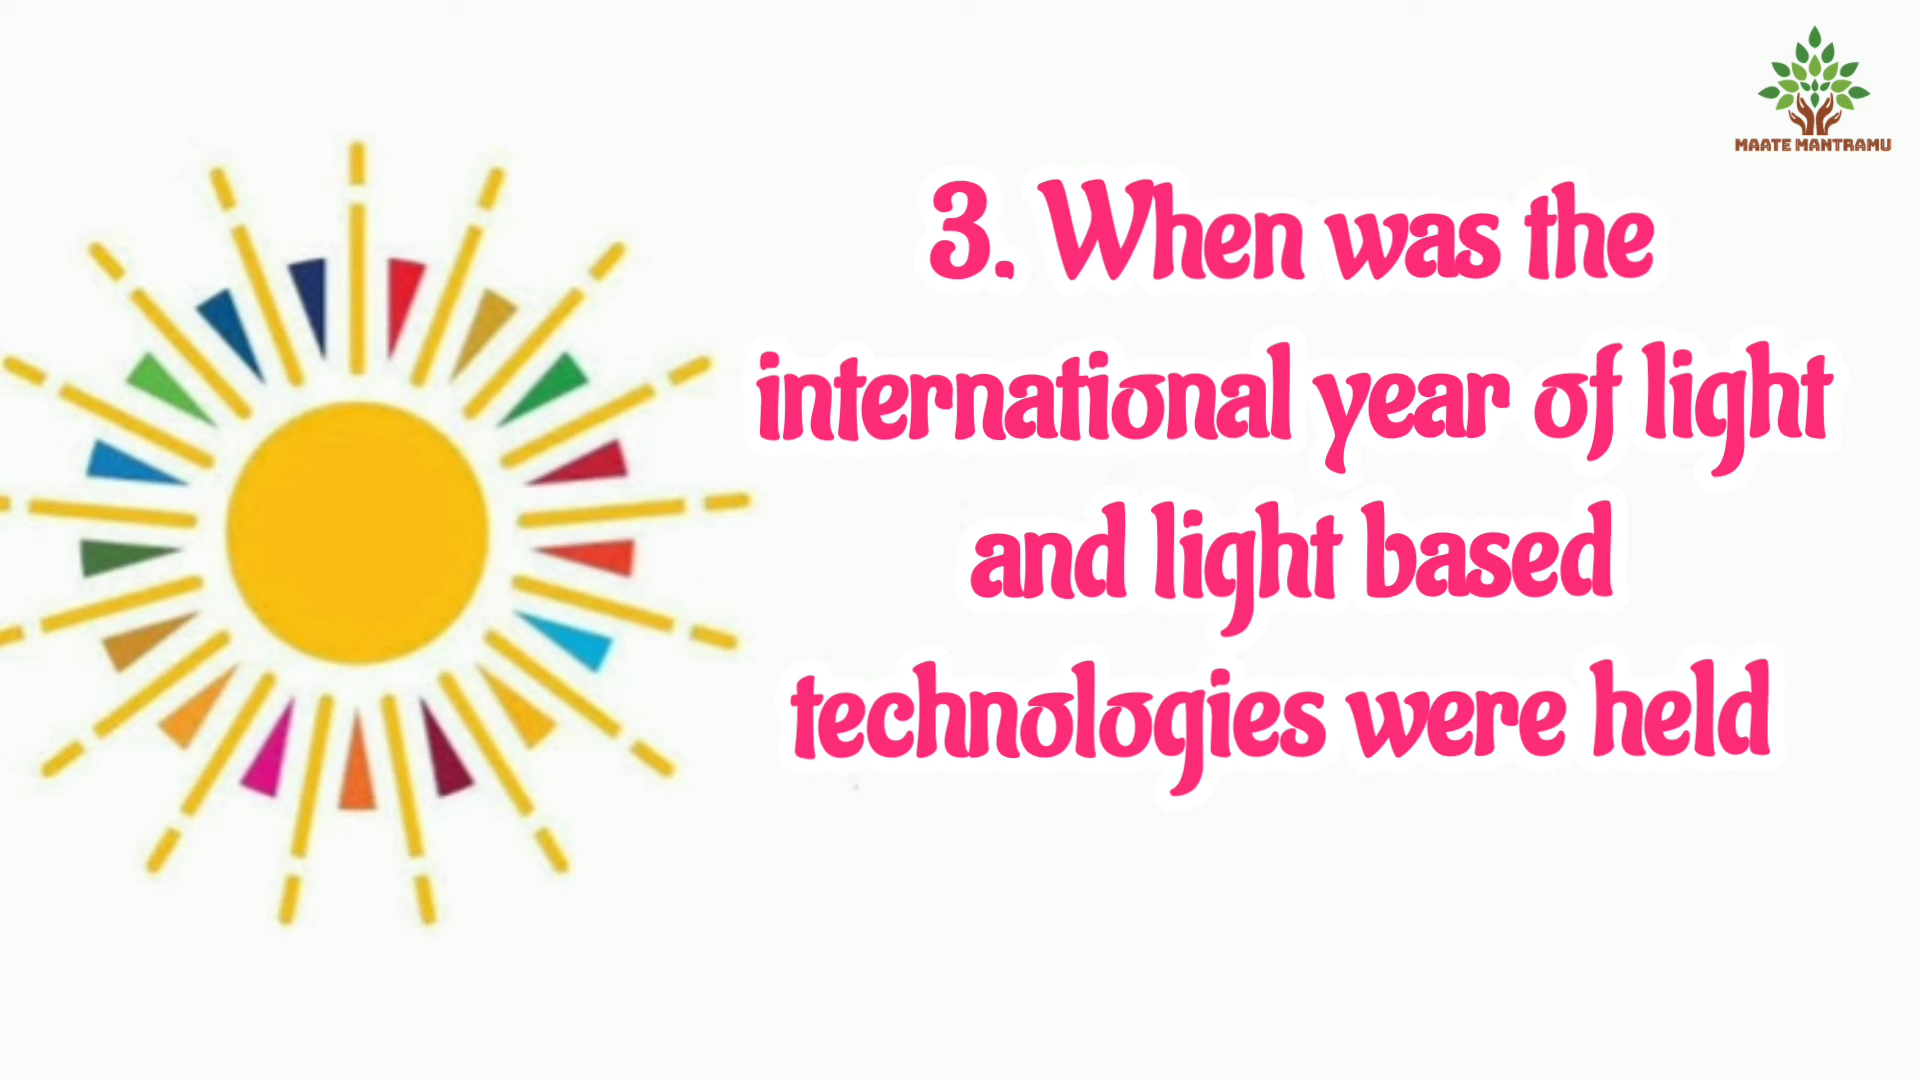 MAATE MANTRAMU
3. When was the
international year of light
and light based
technologies were held